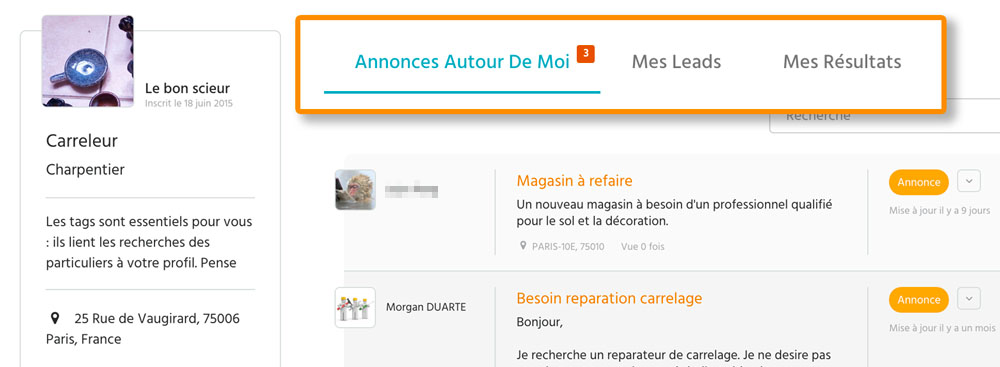 Annonces Autour De Moi 3 Mes Leads Mes Résultats
Le bon scieur
Inscrit le 18 juin 2015
Carreleur
Charpentier
Les tags sont essentiels pour vous
: ils lient les recherches des
particuliers à votre profil. Pense
25 Rue de Vaugirard, 75006
Paris, France
Recherche
Magasin à refaire
Un nouveau magasin à besoin d'un professionnel qualifié
pour le sol et la décoration.
PARIS-10E, 75010 Vue 0 fois
Annonce
Mise à jour il y a 9 jours
Morgan DUARTE
Besoin reparation carrelage
Bonjour,
Je recherche un reparateur de carrelage. Je ne desire pas
Annonce
Mise à jour il y a un mois